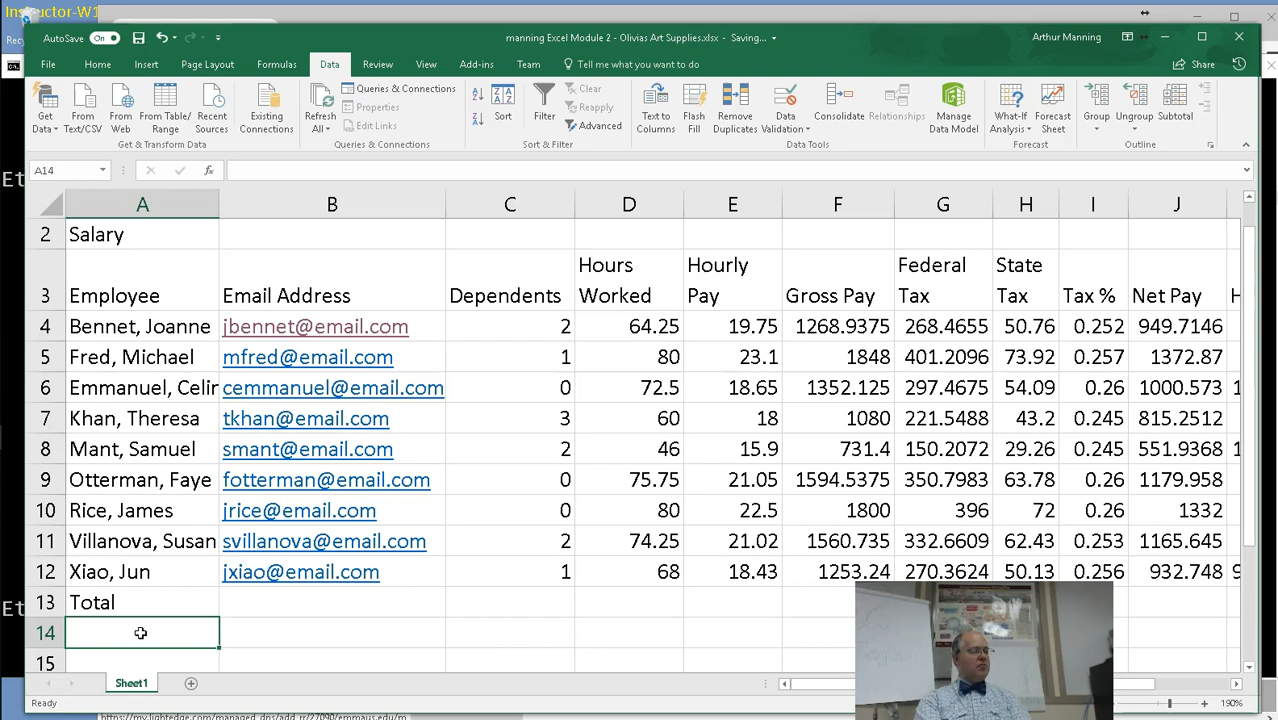 Instructor-W1
AutoSave On manning Excel Module 2 - Olivias Art Supplies.xlsx - Saving... Arthur Manning
File Home Insert Page Layout Formulas Data Review View Add-ins Team Tell me what you want to do Share
Get Data From Text/CSV From Web From Table/Range Recent Sources Existing Connections Refresh All Queries & Connections Properties Edit Links Sort Filter Clear Reapply Advanced Text to Columns Flash Fill Remove Duplicates Data Validation Consolidate Relationships Manage Data Model What-If Analysis Forecast Sheet Group Ungroup Subtotal
Get & Transform Data Queries & Connections Sort & Filter Data Tools Forecast Outline
A14 fx
A B C D E F G H I J
2 Salary
3 Employee Email Address Dependents Hours Worked Hourly Pay Gross Pay Federal Tax State Tax Tax % Net Pay H
4 Bennet, Joanne jbennet@email.com 2 64.25 19.75 1268.9375 268.4655 50.76 0.252 949.7146
5 Fred, Michael mfred@email.com 1 80 23.1 1848 401.2096 73.92 0.257 1372.87
6 Emmanuel, Celin cemmanuel@email.com 0 72.5 18.65 1352.125 297.4675 54.09 0.26 1000.573 1
7 Khan, Theresa tkhan@email.com 3 60 18 1080 221.5488 43.2 0.245 815.2512
8 Mant, Samuel smant@email.com 2 46 15.9 731.4 150.2072 29.26 0.245 551.9368 1
9 Otterman, Faye fotterman@email.com 0 75.75 21.05 1594.5375 350.7983 63.78 0.26 1179.958
10 Rice, James jrice@email.com 0 80 22.5 1800 396 72 0.26 1332
11 Villanova, Susan svillanova@email.com 2 74.25 21.02 1560.735 332.6609 62.43 0.253 1165.645
12 Xiao, Jun jxiao@email.com 1 68 18.43 1253.24 270.3624 50.13 0.256 932.748 9
13 Total
14
15
Sheet1
Ready 190%